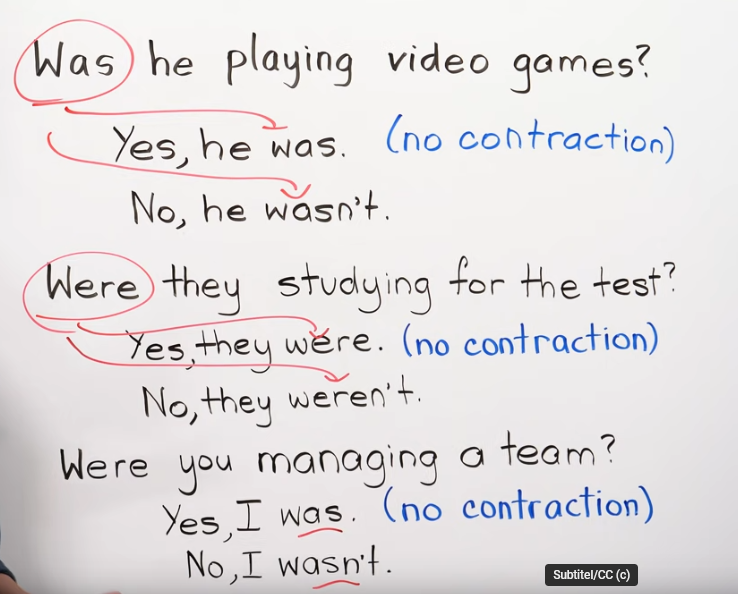 Was he playing video games?
Yes, he was. (no contraction)
No, he wasn't.
Were they studying for the test?
Yes, they were. (no contraction)
No, they weren't.
Were you managing a team?
Yes, I was. (no contraction)
No, I wasn't.
Subtitel/CC (c)